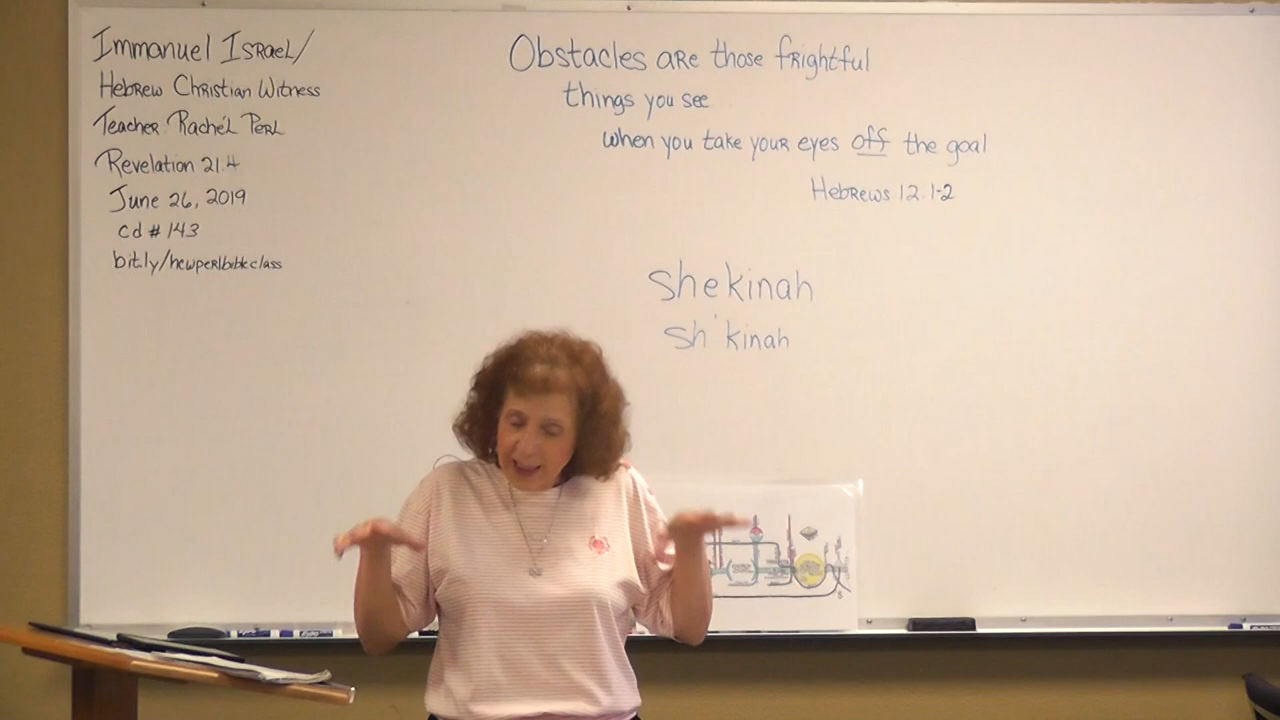 Immanuel Israel/
Hebrew Christian Witness
Teacher Rache'l Perl
Revelation 21.4
June 26, 2019
cd # 143
bit.ly/hcwperlbibleclass
Obstacles are those frightful
things you see
when you take your eyes off the goal
Hebrews 12.1-2
shekinah
sh'kinah